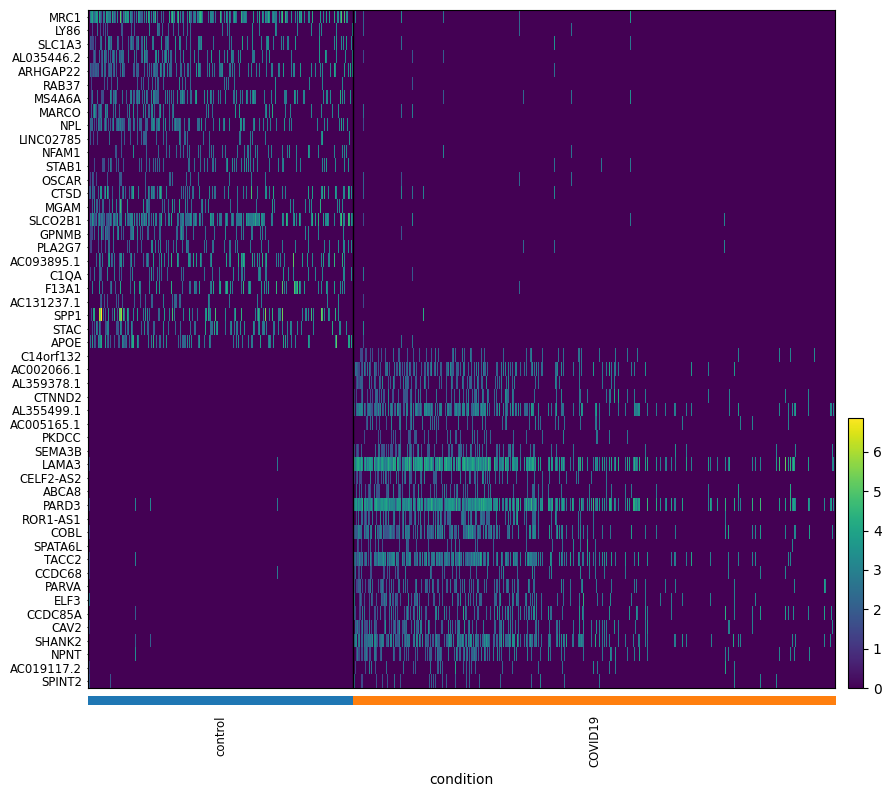 MRC1
LY86
SLC1A3
AL035446.2
ARHGAP22
RAB37
MS4A6A
MARCO
NPL
LINC02785
NFAM1
STAB1
OSCAR
CTSD
MGAM
SLCO2B1
GPNMB
PLA2G7
AC093895.1
C1QA
F13A1
AC131237.1
SPP1
STAC
APOE
C14orf132
AC002066.1
AL359378.1
CTNND2
AL355499.1
AC005165.1
PKDCC
SEMA3B
LAMA3
CELF2-AS2
ABCA8
PARD3
ROR1-AS1
COBL
SPATA6L
TACC2
CCDC68
PARVA
ELF3
CCDC85A
CAV2
SHANK2
NPNT
AC019117.2
SPINT2
6
5
4
3
2
1
0
control
COVID19
condition